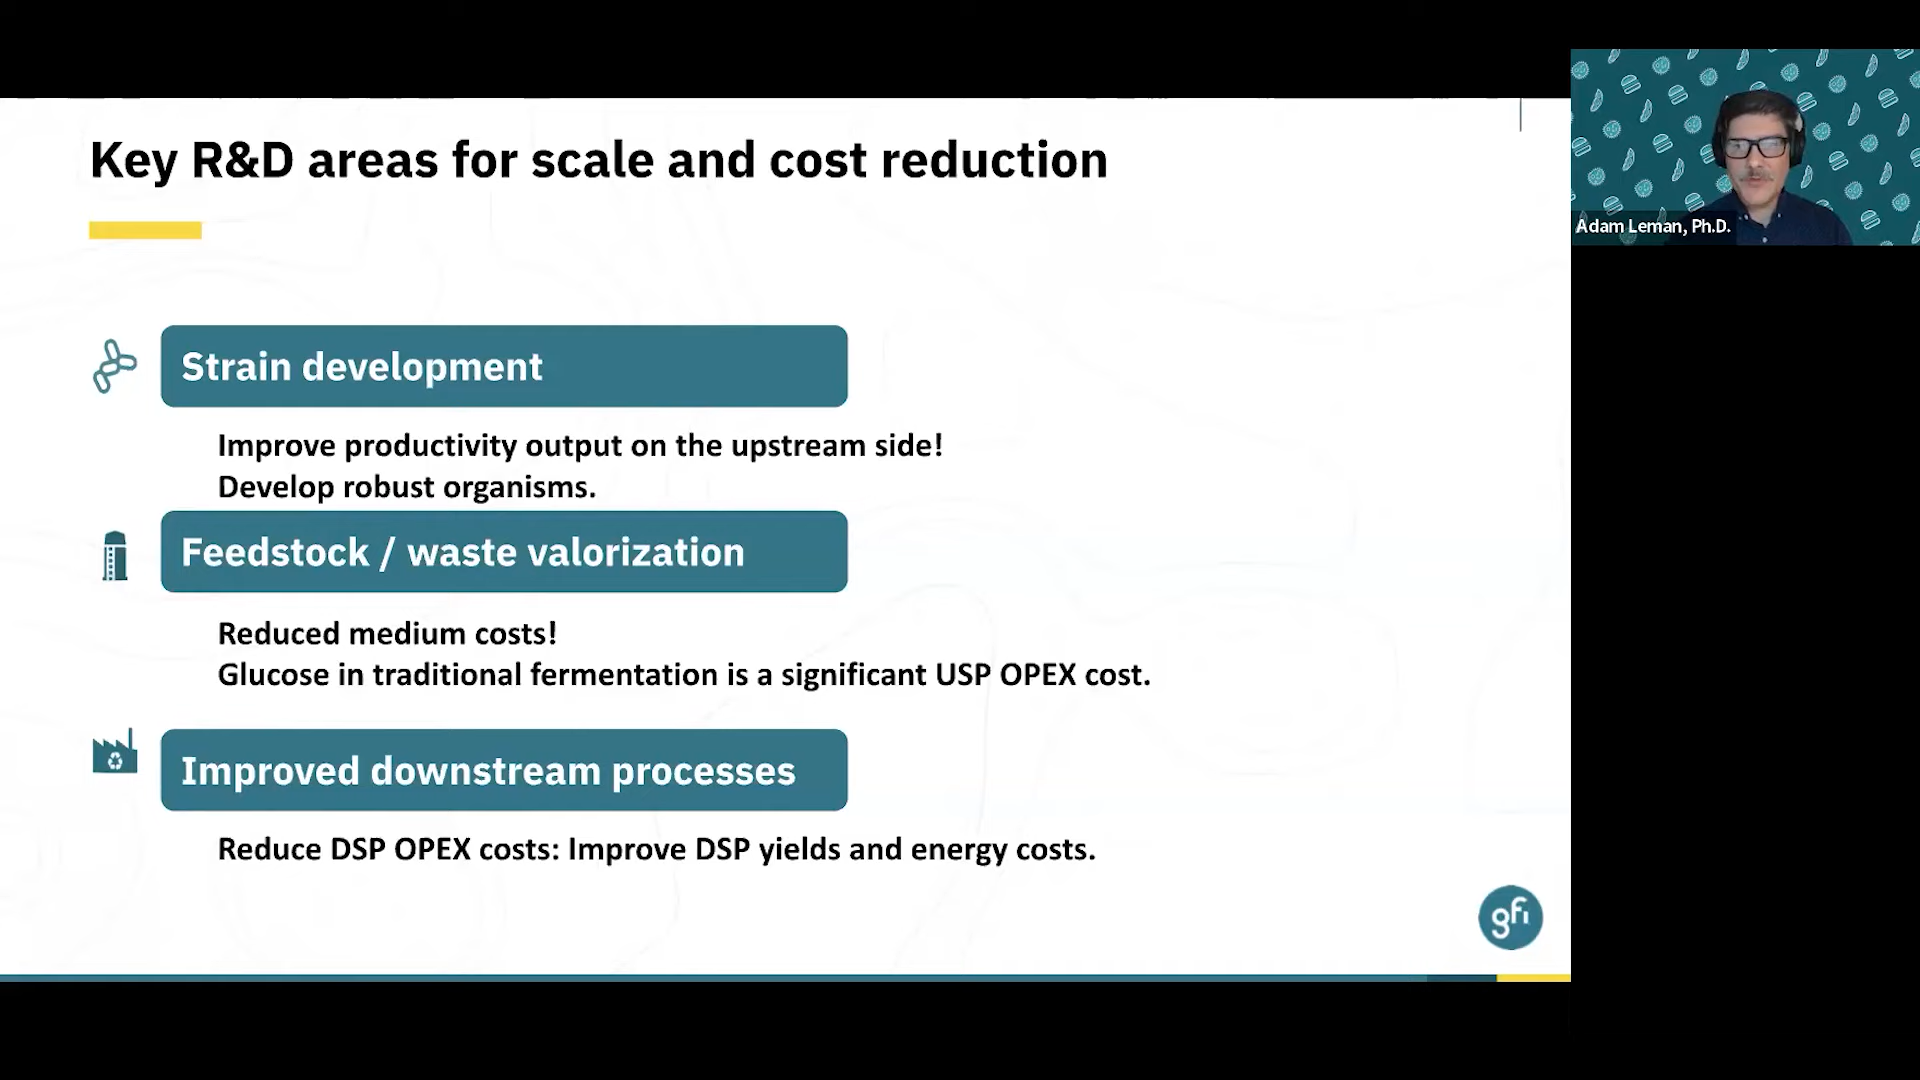 Key R&D areas for scale and cost reduction
Adam Leman, Ph.D.
Strain development
Improve productivity output on the upstream side!
Develop robust organisms.
Feedstock / waste valorization
Reduced medium costs!
Glucose in traditional fermentation is a significant USP OPEX cost.
Improved downstream processes
Reduce DSP OPEX costs: Improve DSP yields and energy costs.
gfi